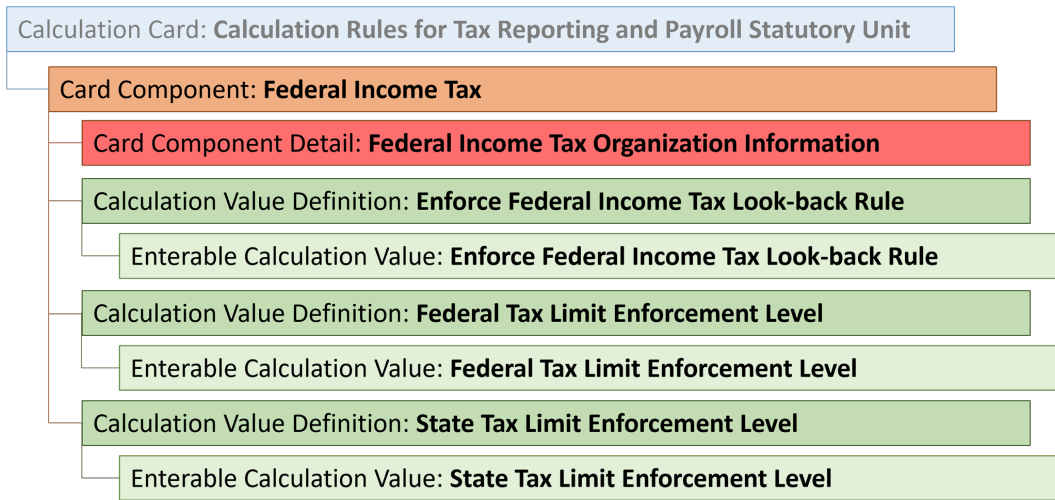 Calculation Card: Calculation Rules for Tax Reporting and Payroll Statutory Unit
Card Component: Federal Income Tax
Card Component Detail: Federal Income Tax Organization Information
Calculation Value Definition: Enforce Federal Income Tax Look-back Rule
Enterable Calculation Value: Enforce Federal Income Tax Look-back Rule
Calculation Value Definition: Federal Tax Limit Enforcement Level
Enterable Calculation Value: Federal Tax Limit Enforcement Level
Calculation Value Definition: State Tax Limit Enforcement Level
Enterable Calculation Value: State Tax Limit Enforcement Level